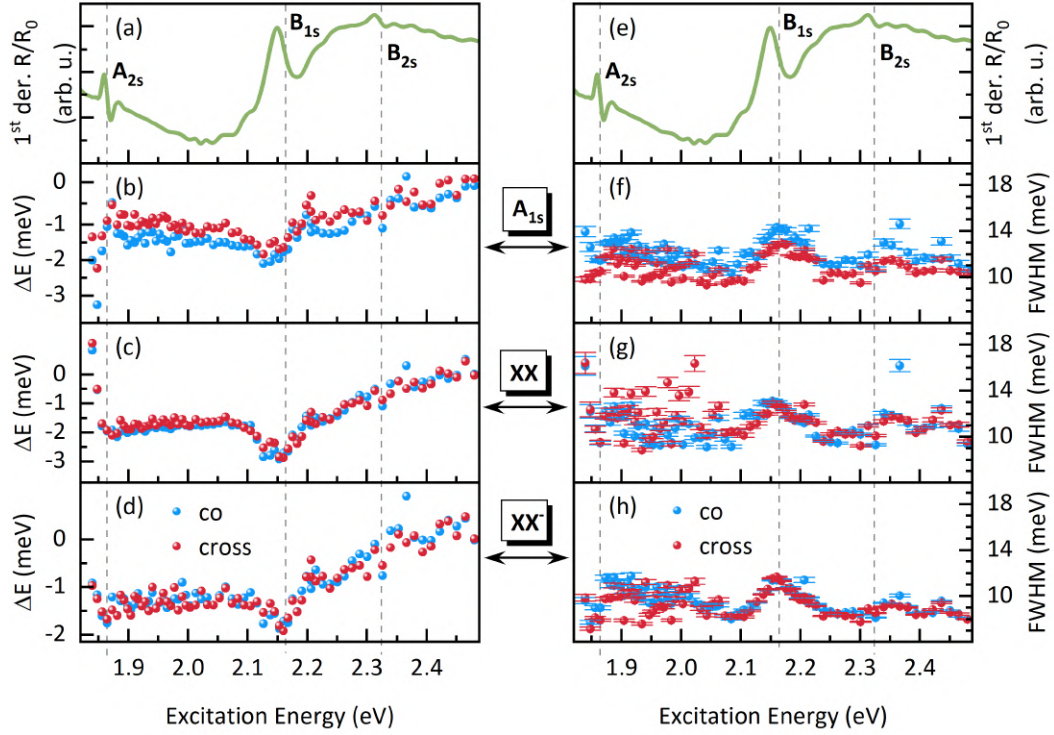 (a)
A2s
B1s
B2s
1st der. R/R0
(arb. u.)
(e)
A2s
B1s
B2s
1st der. R/R0
(arb. u.)
(b)
0
-1
-2
-3
ΔE (meV)
A1s
(f)
18
14
10
FWHM (meV)
(c)
0
-1
-2
-3
ΔE (meV)
XX
(g)
18
14
10
FWHM (meV)
(d)
co
cross
0
-1
-2
ΔE (meV)
XX-
(h)
co
cross
18
14
10
FWHM (meV)
1.9 2.0 2.1 2.2 2.3 2.4
Excitation Energy (eV)
1.9 2.0 2.1 2.2 2.3 2.4
Excitation Energy (eV)